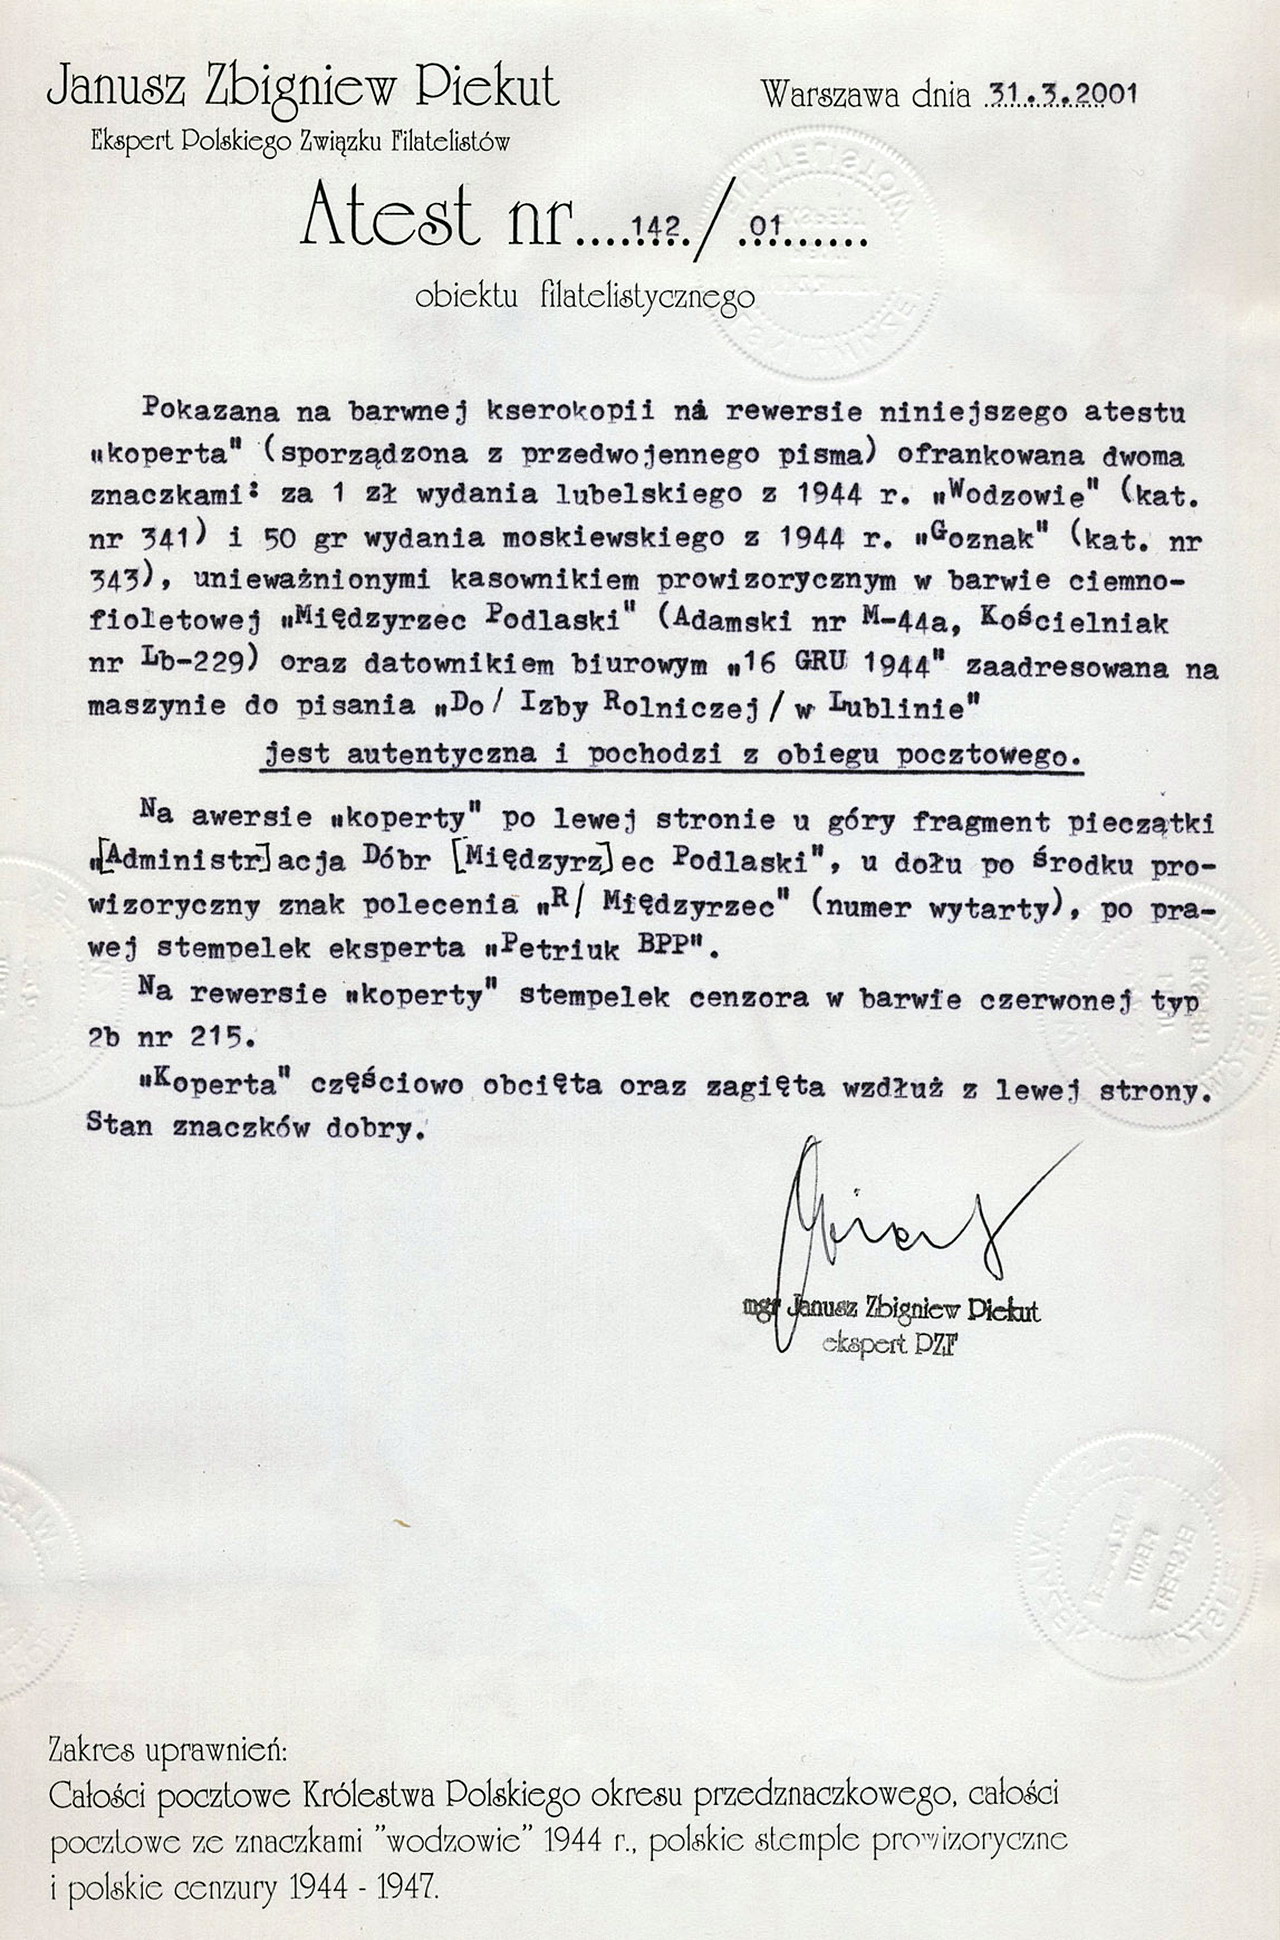 Janusz Zbigniew Piekut
Warszawa dnia 31.3.2001
Ekspert Polskiego Związku Filatelistów
Atest nr....142./.01.........
obiektu filatelistycznego
Pokazana na barwnej kserokopii na rewersie niniejszego atestu
„koperta" (sporządzona z przedwojennego pisma) ofrankowana dwoma
znaczkami: za 1 zł wydania lubelskiego z 1944 r. „Wodzowie" (kat.
nr 341) i 50 gr wydania moskiewskiego z 1944 r. „Goznak" (kat. nr
343), unieważnionymi kasownikiem prowizorycznym w barwie ciemno-
fioletowej „Międzyrzec Podlaski" (Adamski nr M-44a, Kościelniak
nr Lb-229) oraz datownikiem biurowym „16 GRU 1944" zaadresowana na
maszynie do pisania „Do/ Izby Rolniczej/ w Lublinie"
jest autentyczna i pochodzi z obiegu pocztowego.
Na awersie „koperty" po lewej stronie u góry fragment pieczątki
„[Administr]acja Dóbr [Międzyrz]ec Podlaski", u dołu po środku pro-
wizoryczny znak polecenia „R/ Międzyrzec" (numer wytarty), po pra-
wej stempelek eksperta „Petriuk BPP".
Na rewersie „koperty" stempelek cenzora w barwie czerwonej typ
2b nr 215.
„Koperta" częściowo obcięta oraz zagięta wzdłuż z lewej strony.
Stan znaczków dobry.
mgr Janusz Zbigniew Piekut
ekspert PZF
Zakres uprawnień:
Całości pocztowe Królestwa Polskiego okresu przedznaczkowego, całości
pocztowe ze znaczkami "wodzowie" 1944 r., polskie stemple prowizoryczne
i polskie cenzury 1944 - 1947.